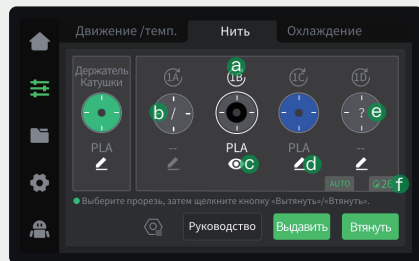 Движение /темп. Нить Охлаждение
Держатель
Катушки
1A a 1B 1C 1D
b / ? e
PLA -- PLA PLA --
c d
AUTO f
Выберите прорезь, затем щелкните кнопку «Вытянуть»/«Втянуть».
Руководство Выдавить Втянуть